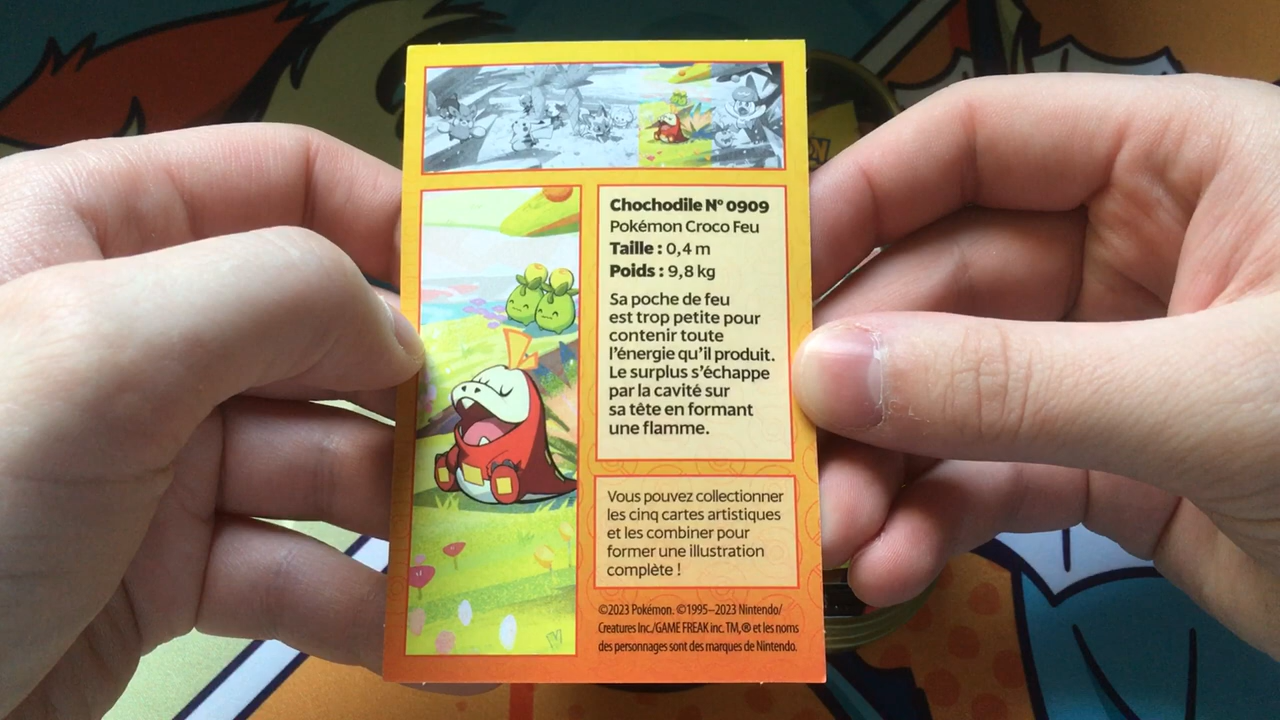 Chochodile N° 0909
Pokémon Croco Feu
Taille : 0,4 m
Poids : 9,8 kg
Sa poche de feu
est trop petite pour
contenir toute
l'énergie qu'il produit.
Le surplus s'échappe
par la cavité sur
sa tête en formant
une flamme.
Vous pouvez collectionner
les cinq cartes artistiques
et les combiner pour
former une illustration
complète !
©2023 Pokémon. ©1995–2023 Nintendo/
Creatures Inc./GAME FREAK inc. TM, ® et les noms
des personnages sont des marques de Nintendo.